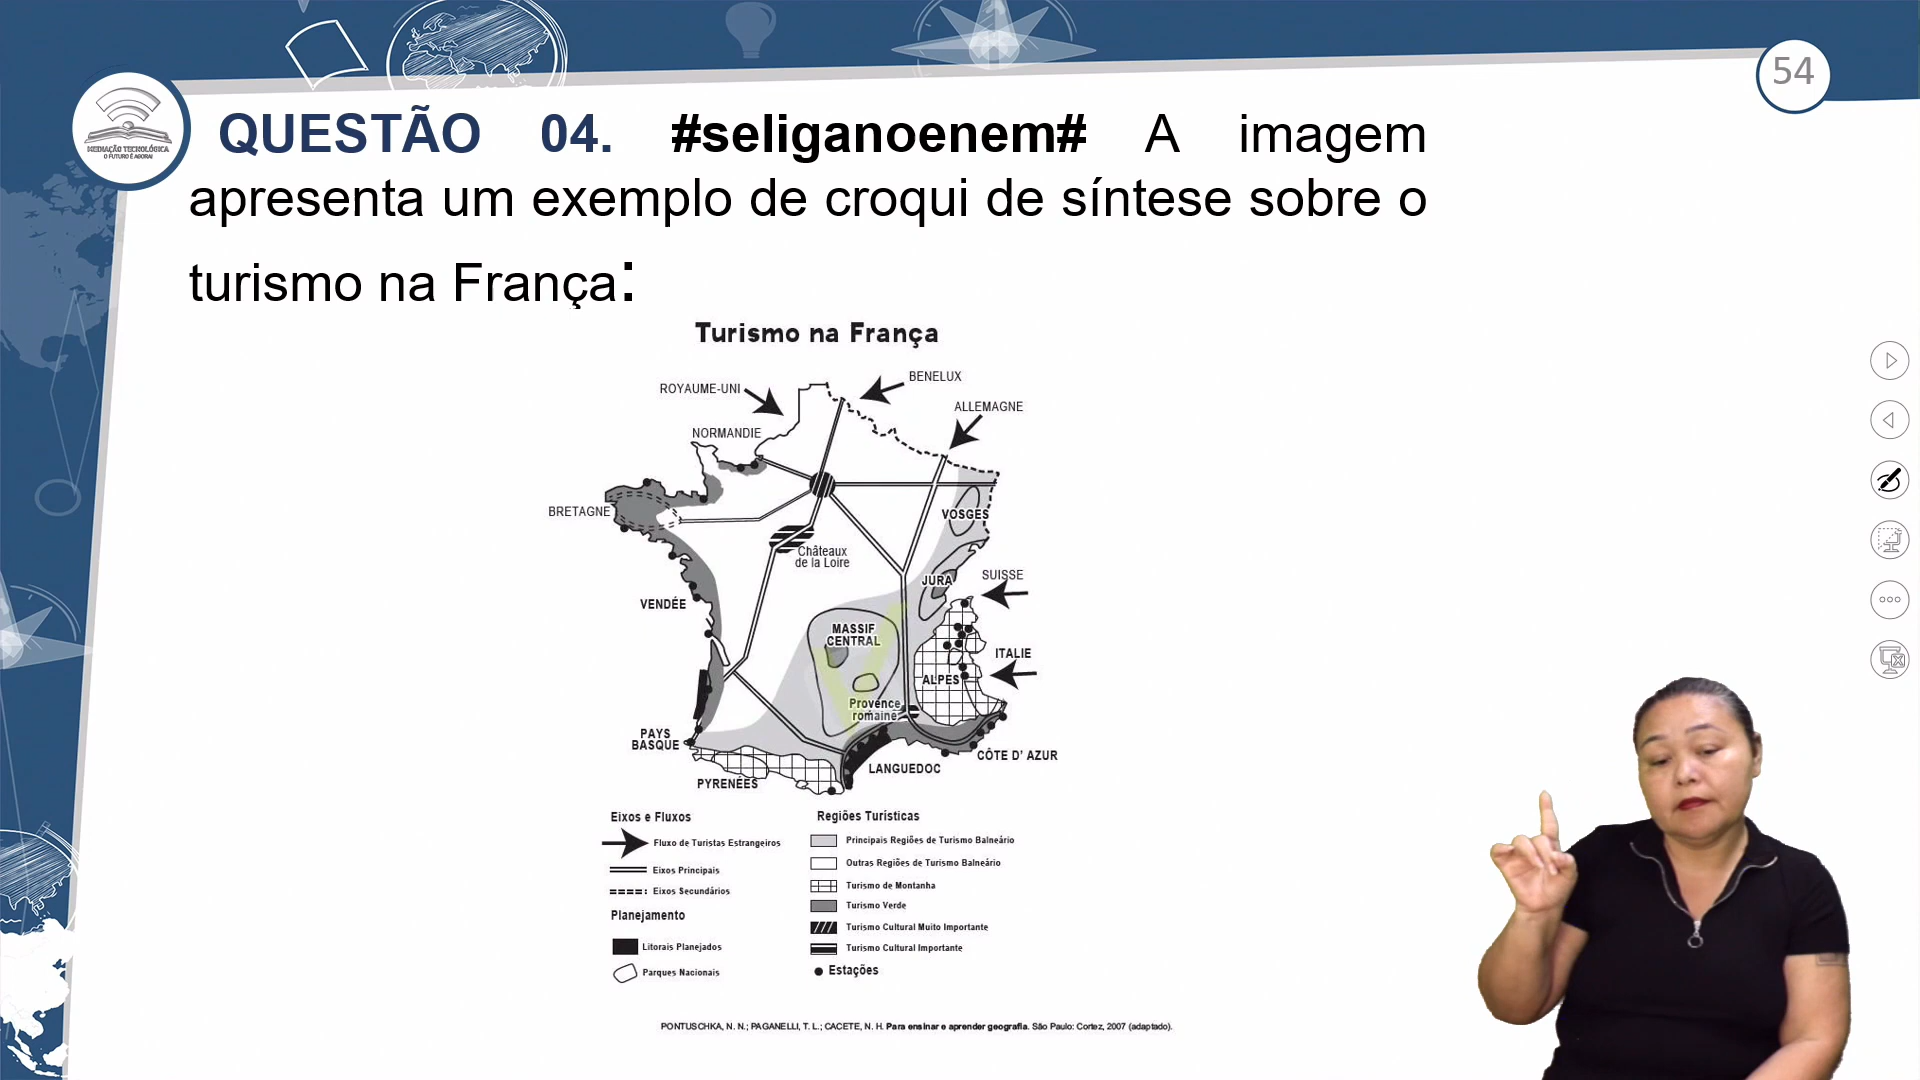 54
MEDIAÇÃO TECNOLÓGICA
O FUTURO É AGORA!
QUESTÃO 04. #seliganoenem# A imagem
apresenta um exemplo de croqui de síntese sobre o
turismo na França:
Turismo na França
BENELUX
ROYAUME-UNI
ALLEMAGNE
NORMANDIE
BRETAGNE
VOSGES
Châteaux
de la Loire
SUISSE
JURA
VENDÉE
MASSIF
CENTRAL
ITALIE
ALPES
Provence
romaine
PAYS
BASQUE
CÔTE D' AZUR
LANGUEDOC
PYRENÉES
Eixos e Fluxos
Fluxo de Turistas Estrangeiros
Eixos Principais
Eixos Secundários
Planejamento
Litorais Planejados
Parques Nacionais
Regiões Turísticas
Principais Regiões de Turismo Balneário
Outras Regiões de Turismo Balneário
Turismo de Montanha
Turismo Verde
Turismo Cultural Muito Importante
Turismo Cultural Importante
Estações
PONTUSCHKA, N. N.; PAGANELLI, T. L.; CACETE, N. H. Para ensinar e aprender geografia. São Paulo: Cortez, 2007 (adaptado).